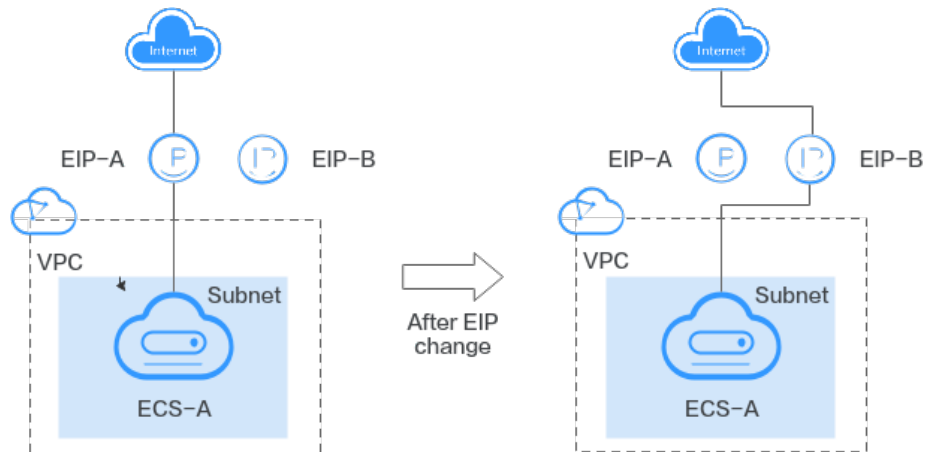 Internet
EIP-A
EIP-B
VPC
Subnet
ECS-A
After EIP
change
Internet
EIP-A
EIP-B
VPC
Subnet
ECS-A